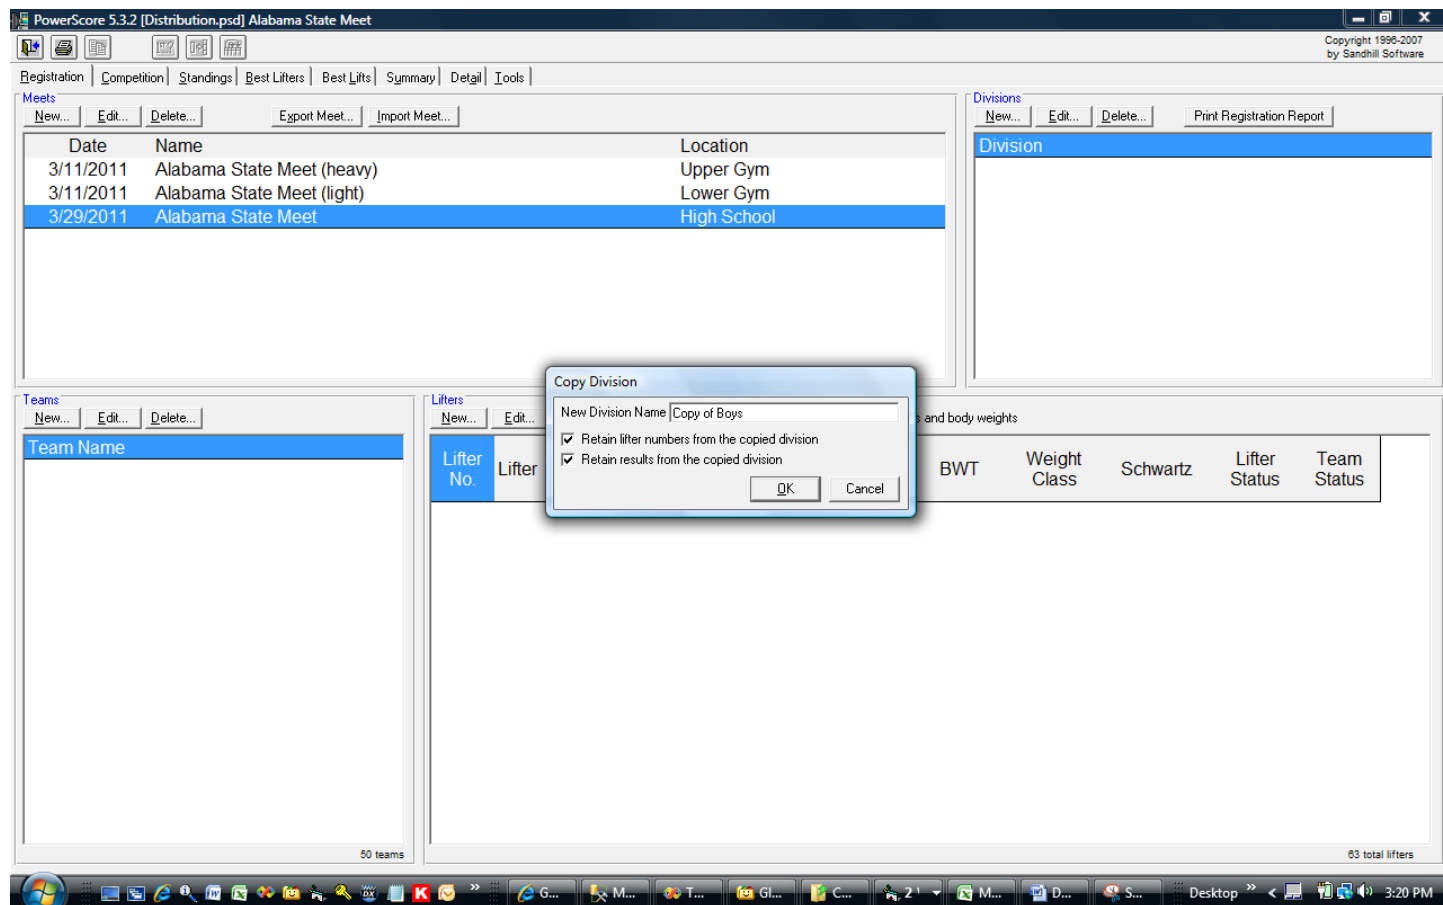 PowerScore 5.3.2 [Distribution.psd] Alabama State Meet
Copyright 1996-2007
by Sandhill Software
Registration Competition Standings Best Lifters Best Lifts Summary Detail Tools
Meets
New... Edit... Delete... Export Meet... Import Meet...
Date Name Location
3/11/2011 Alabama State Meet (heavy) Upper Gym
3/11/2011 Alabama State Meet (light) Lower Gym
3/29/2011 Alabama State Meet High School
Divisions
New... Edit... Delete... Print Registration Report
Division
Copy Division
New Division Name Copy of Boys
Retain lifter numbers from the copied division
Retain results from the copied division
OK Cancel
Teams
New... Edit... Delete...
Team Name
50 teams
Lifters
New... Edit... and body weights
Lifter No. Lifter BWT Weight Class Schwartz Lifter Status Team Status
63 total lifters
G... M... T... Gl... C... 2 M... D... S... Desktop 3:20 PM